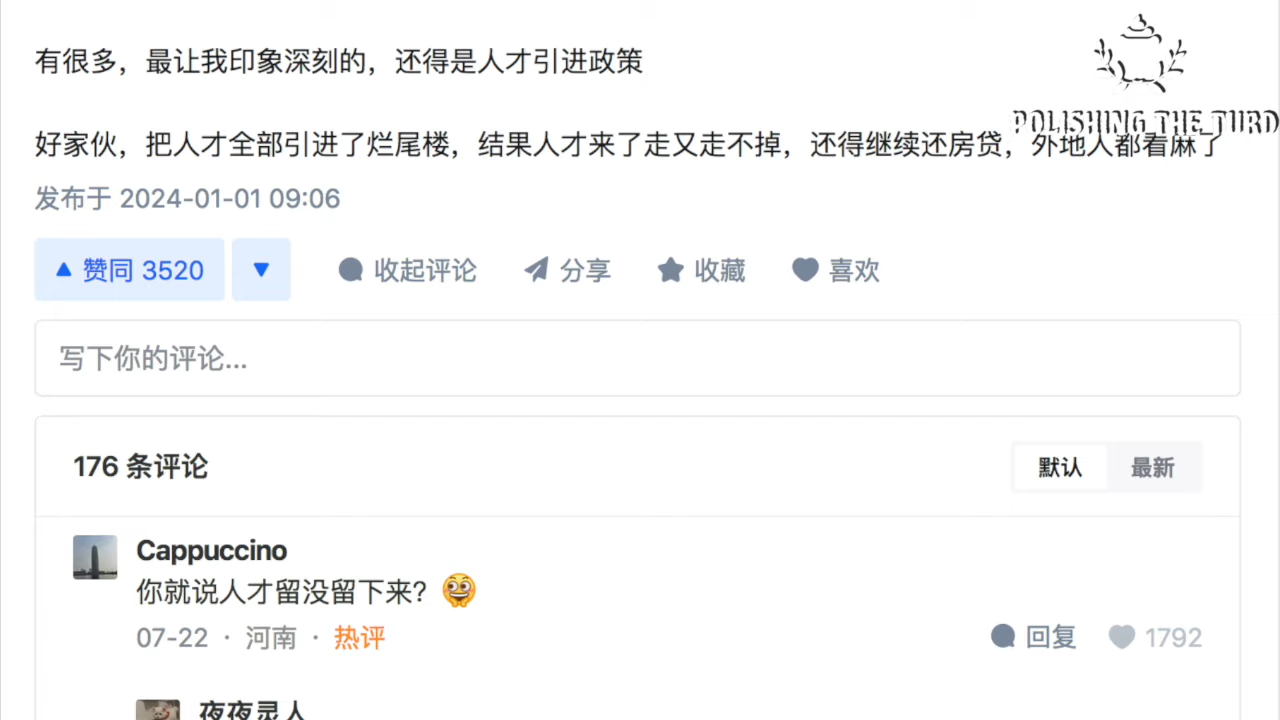 有很多，最让我印象深刻的，还得是人才引进政策
POLISHING THE TURD
好家伙，把人才全部引进了烂尾楼，结果人才来了走又走不掉，还得继续还房贷，外地人都看麻了
发布于 2024-01-01 09:06
赞同 3520 收起评论 分享 收藏 喜欢
写下你的评论...
176 条评论 默认 最新
Cappuccino
你就说人才留没留下来？
07-22 · 河南 · 热评 回复 1792
夜夜灵人